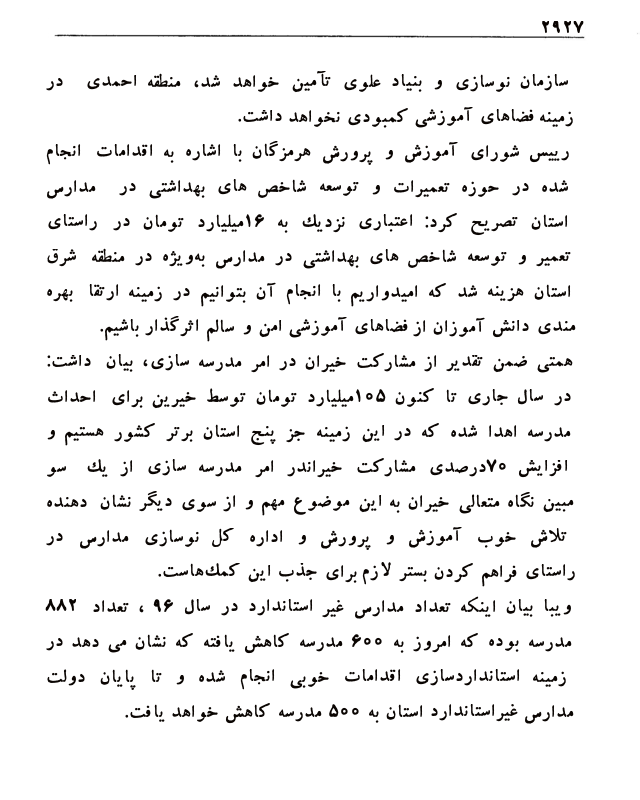 ۲۹۲۷
سازمان نوسازی و بنیاد علوی تأمین خواهد شد، منطقه احمدی در
زمینه فضاهای آموزشی کمبودی نخواهد داشت.
رییس شورای آموزش و پرورش هرمزگان با اشاره به اقدامات انجام
شده در حوزه تعمیرات و توسعه شاخص های بهداشتی در مدارس
استان تصریح کرد: اعتباری نزدیك به ۱۶میلیارد تومان در راستای
تعمیر و توسعه شاخص های بهداشتی در مدارس به‌ویژه در منطقه شرق
استان هزینه شد که امیدواریم با انجام آن بتوانیم در زمینه ارتقا بهره
مندی دانش آموزان از فضاهای آموزشی امن و سالم اثرگذار باشیم.
همتی ضمن تقدیر از مشارکت خیران در امر مدرسه سازی، بیان داشت:
در سال جاری تا کنون ۱۰۵میلیارد تومان توسط خیرین برای احداث
مدرسه اهدا شده که در این زمینه جز پنج استان برتر کشور هستیم و
افزایش ۷۰درصدی مشارکت خیراندر امر مدرسه سازی از یك سو
مبین نگاه متعالی خیران به این موضوع مهم و از سوی دیگر نشان دهنده
تلاش خوب آموزش و پرورش و اداره کل نوسازی مدارس در
راستای فراهم کردن بستر لازم برای جذب این کمك‌هاست.
ویبا بیان اینکه تعداد مدارس غیر استاندارد در سال ۹۶ ، تعداد ۸۸۲
مدرسه بوده که امروز به ۶۰۰ مدرسه کاهش یافته که نشان می دهد در
زمینه استانداردسازی اقدامات خوبی انجام شده و تا پایان دولت
مدارس غیراستاندارد استان به ۵۰۰ مدرسه کاهش خواهد یافت.